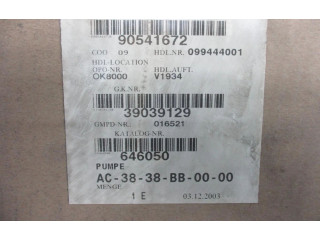 90541672
COO 09 HDL-NR. 099444001
HDL-LOCATION
OPO-NR. HDL.AUFT.
OK8000 V1934
G.K.NR.
39039129
GMPD-NR. 016521
KATALOG-NR.
646050
PUMPE
AC-38-38-BB-00-00
MENGE
1 E 03.12.2003